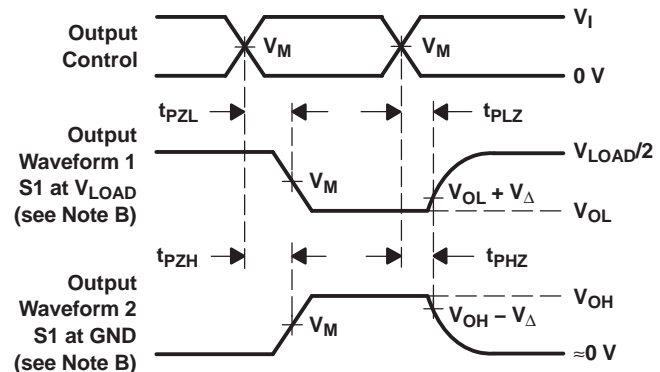 Output
Control
V_M
V_M
V_I
0 V
t_PZL
t_PLZ
Output
Waveform 1
S1 at V_LOAD
(see Note B)
V_M
V_LOAD/2
V_OL + V_Δ
V_OL
t_PZH
t_PHZ
Output
Waveform 2
S1 at GND
(see Note B)
V_M
V_OH
V_OH − V_Δ
≈0 V